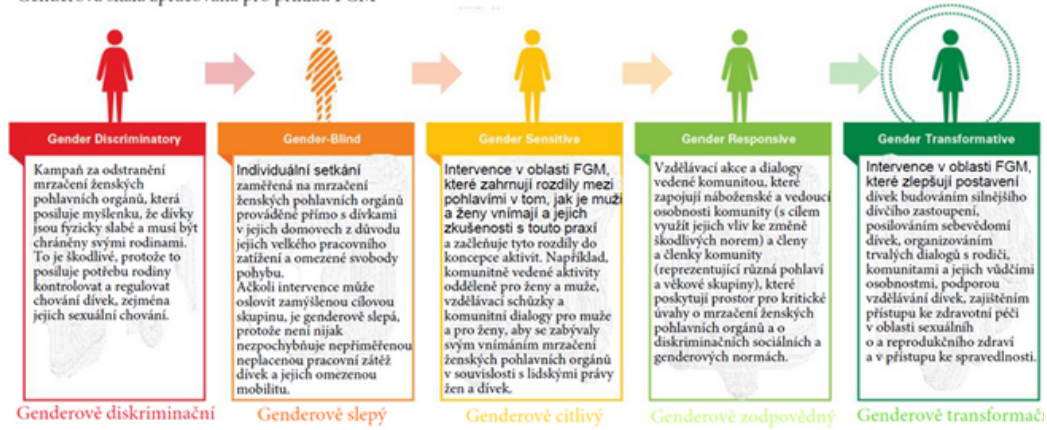 Genderová škála zpracovaná pro příklad FGM
Gender Discriminatory
Kampaň za odstranění
mrzačení ženských
pohlavních orgánů, která
posiluje myšlenku, že dívky
jsou fyzicky slabé a musí být
chráněny svými rodinami.
To je škodlivé, protože to
posiluje potřebu rodiny
kontrolovat a regulovat
chování dívek, zejména
jejich sexuální chování.
Genderově diskriminační
Gender-Blind
Individuální setkání
zaměřená na mrzačení
ženských pohlavních orgánů
prováděné přímo s dívkami
v jejich domovech z důvodu
jejich velkého pracovního
zatížení a omezené svobody
pohybu.
Ačkoli intervence může
oslovit zamýšlenou cílovou
skupinu, je genderově slepá,
protože není nijak
nezpochybňuje nepřiměřenou
neplacenou pracovní zátěž
dívek a jejich omezenou
mobilitu.
Genderově slepý
Gender Sensitive
Intervence v oblasti FGM,
které zahrnují rozdíly mezi
pohlavími v tom, jak je muži
a ženy vnímají a jejich
zkušenosti s touto praxí
a začleňuje tyto rozdíly do
koncepce aktivit. Například,
komunitně vedené aktivity
odděleně pro ženy a muže,
vzdělávací schůzky a
komunitní dialogy pro muže
a pro ženy, aby se zabývaly
svým vnímáním mrzačení
ženských pohlavních orgánů
v souvislosti s lidskými právy
žen a dívek.
Genderově citlivý
Gender Responsive
Vzdělávací akce a dialogy
vedené komunitou, které
zapojují náboženské a vedoucí
osobnosti komunity (s cílem
využít jejich vliv ke změně
škodlivých norem) a členy
a členky komunity
(reprezentující různá pohlaví
a věkové skupiny), které
poskytují prostor pro kritické
úvahy o mrzačení ženských
pohlavních orgánů a o
diskriminačních sociálních a
genderových normách.
Genderově zodpovědný
Gender Transformative
Intervence v oblasti FGM,
které zlepšují postavení
dívek budováním silnějšího
dívčího zastoupení,
posilováním sebevědomí
dívek, organizováním
trvalých dialogů s rodiči,
komunitami a jejich vůdčími
osobnostmi, podporou
vzdělávání dívek, zajištěním
přístupu ke zdravotní péči
v oblasti sexuálního
o a reprodukčního zdraví
a v přístupu ke spravedlnosti.
Genderově transformačn